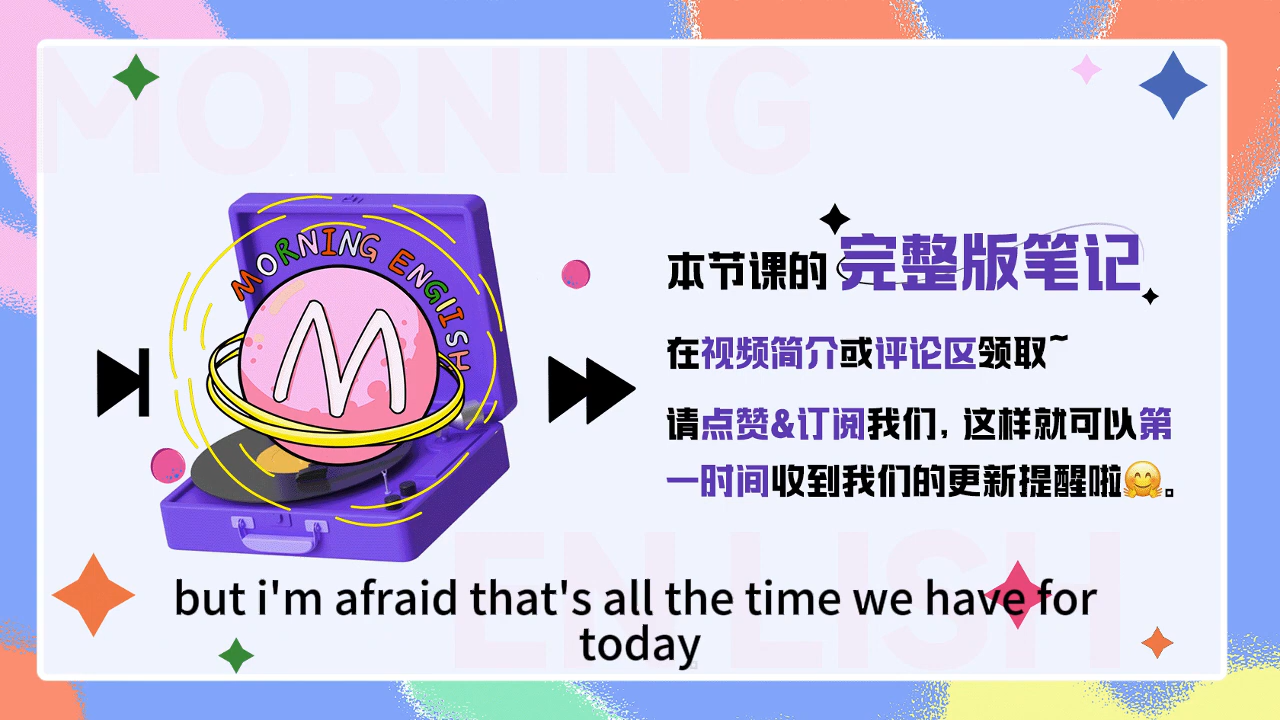 MORNING
MORNING ENGLISH
M
本节课的 完整版笔记
在视频简介或评论区领取~
请点赞&订阅我们, 这样就可以第
一时间收到我们的更新提醒啦🤗。
EN LISH
but i'm afraid that's all the time we have for
today